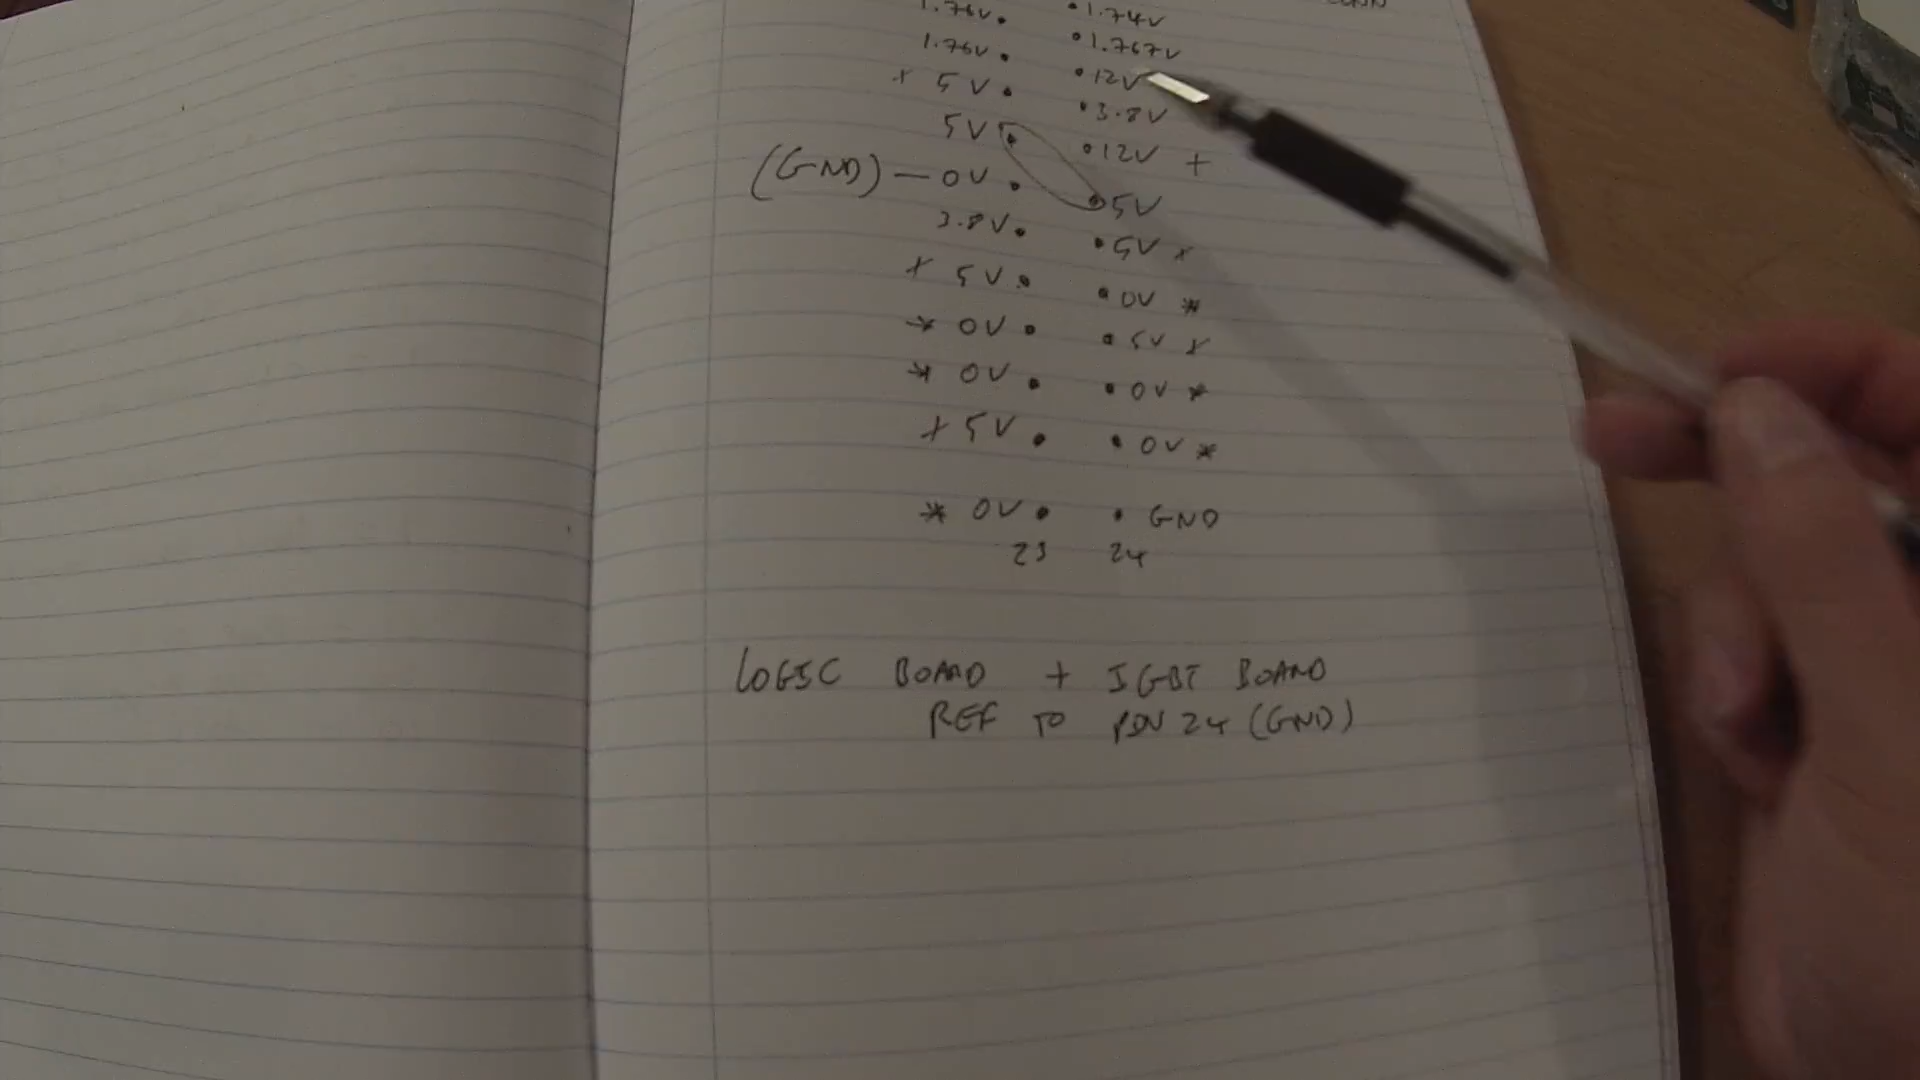 1.76V. •1.74V
1.76V • •1.767V
+ 5V • •12V
5V • •3.8V
(GND) — 0V • •12V +
3.8V • •5V
+ 5V • •5V x
* 0V • •0V *
* 0V • •5V x
+ 5V • •0V *
•0V *
* 0V • • GND
23 24
LOGIC BOARD + IGBT BOARD
REF TO PIN 24 (GND)